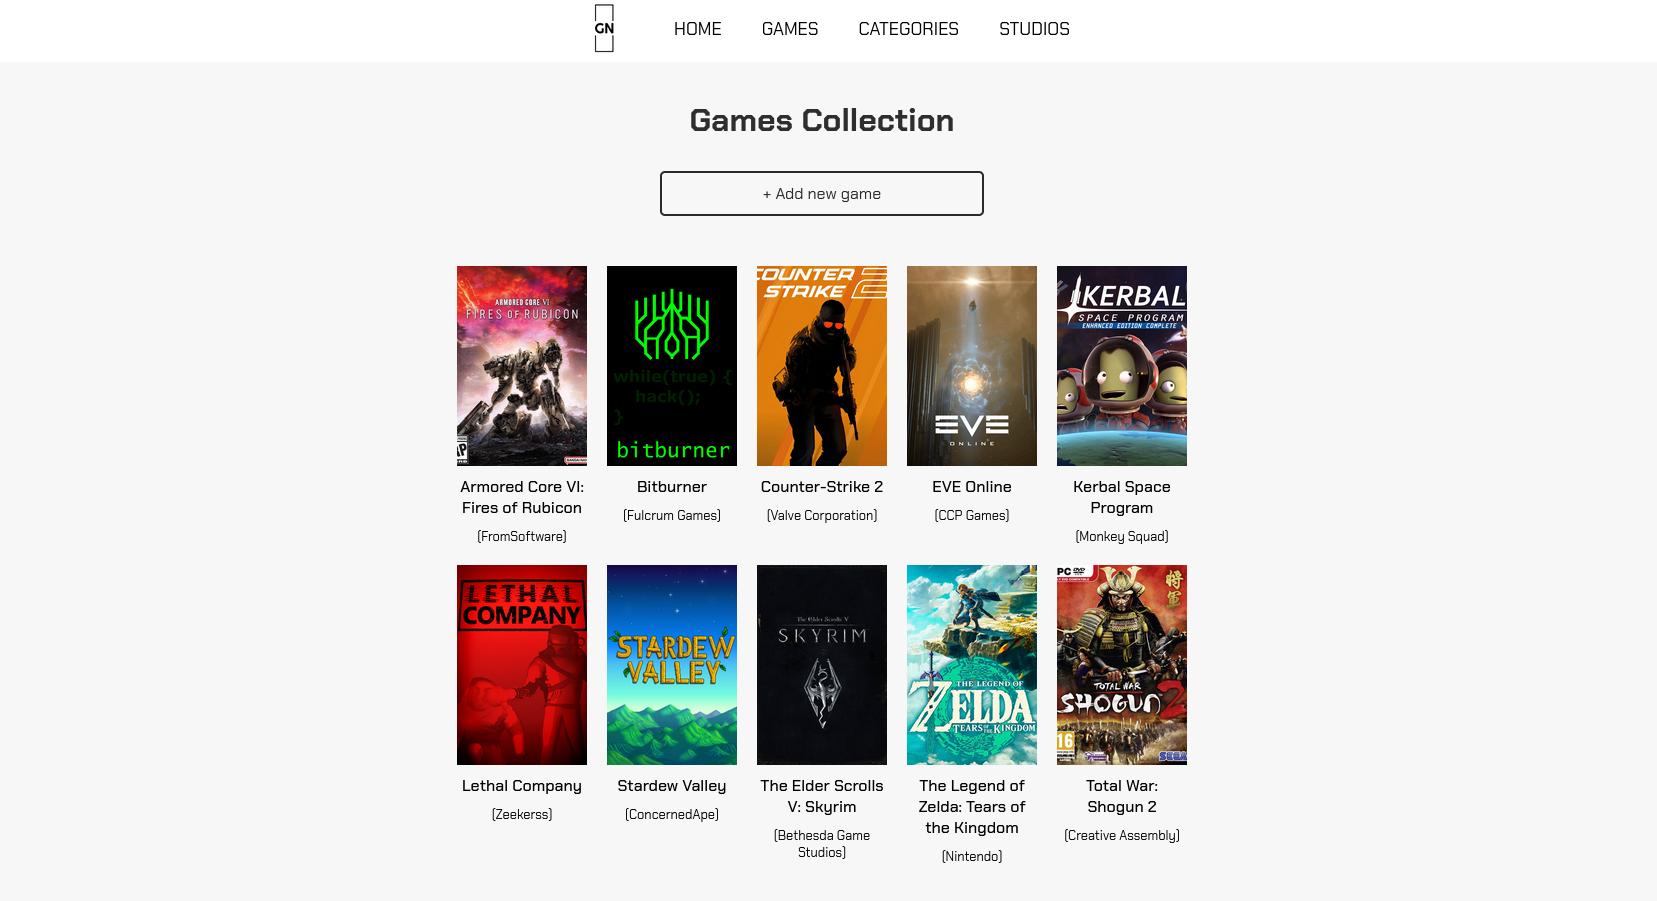 GN
HOME GAMES CATEGORIES STUDIOS
Games Collection
+ Add new game
ARMORED CORE VI
FIRES OF RUBICON
while(true) {
hack();
}
bitburner
COUNTER
STRIKE 2
EVE
ONLINE
KERBAL
SPACE PROGRAM
ENHANCED EDITION COMPLETE
Armored Core VI:
Fires of Rubicon
(FromSoftware)
Bitburner
(Fulcrum Games)
Counter-Strike 2
(Valve Corporation)
EVE Online
(CCP Games)
Kerbal Space
Program
(Monkey Squad)
LETHAL
COMPANY
STARDEW
VALLEY
The Elder Scrolls V
SKYRIM
THE LEGEND OF
ZELDA
TEARS OF THE KINGDOM
PC DVD
将軍
TOTAL WAR
SHOGUN 2
16
SEGA
Lethal Company
(Zeekerss)
Stardew Valley
(ConcernedApe)
The Elder Scrolls
V: Skyrim
(Bethesda Game
Studios)
The Legend of
Zelda: Tears of
the Kingdom
(Nintendo)
Total War:
Shogun 2
(Creative Assembly)